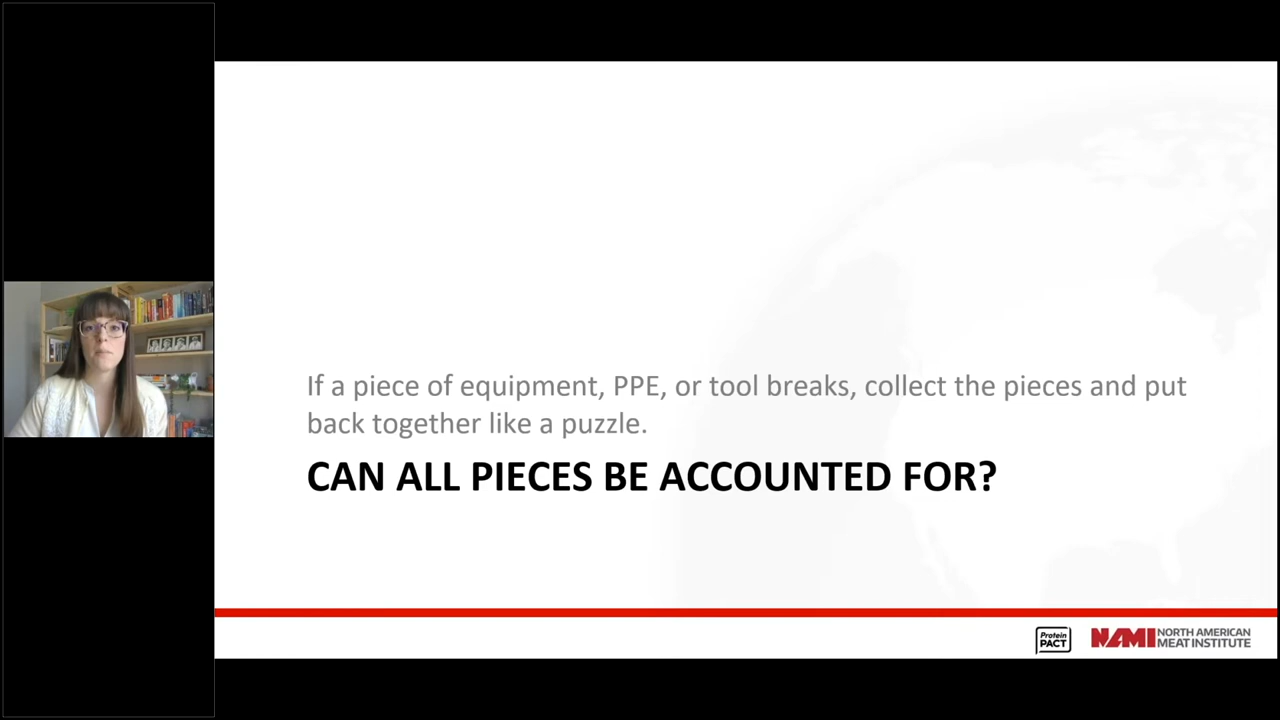 If a piece of equipment, PPE, or tool breaks, collect the pieces and put
back together like a puzzle.
CAN ALL PIECES BE ACCOUNTED FOR?
Protein
PACT
NAMI
NORTH AMERICAN
MEAT INSTITUTE